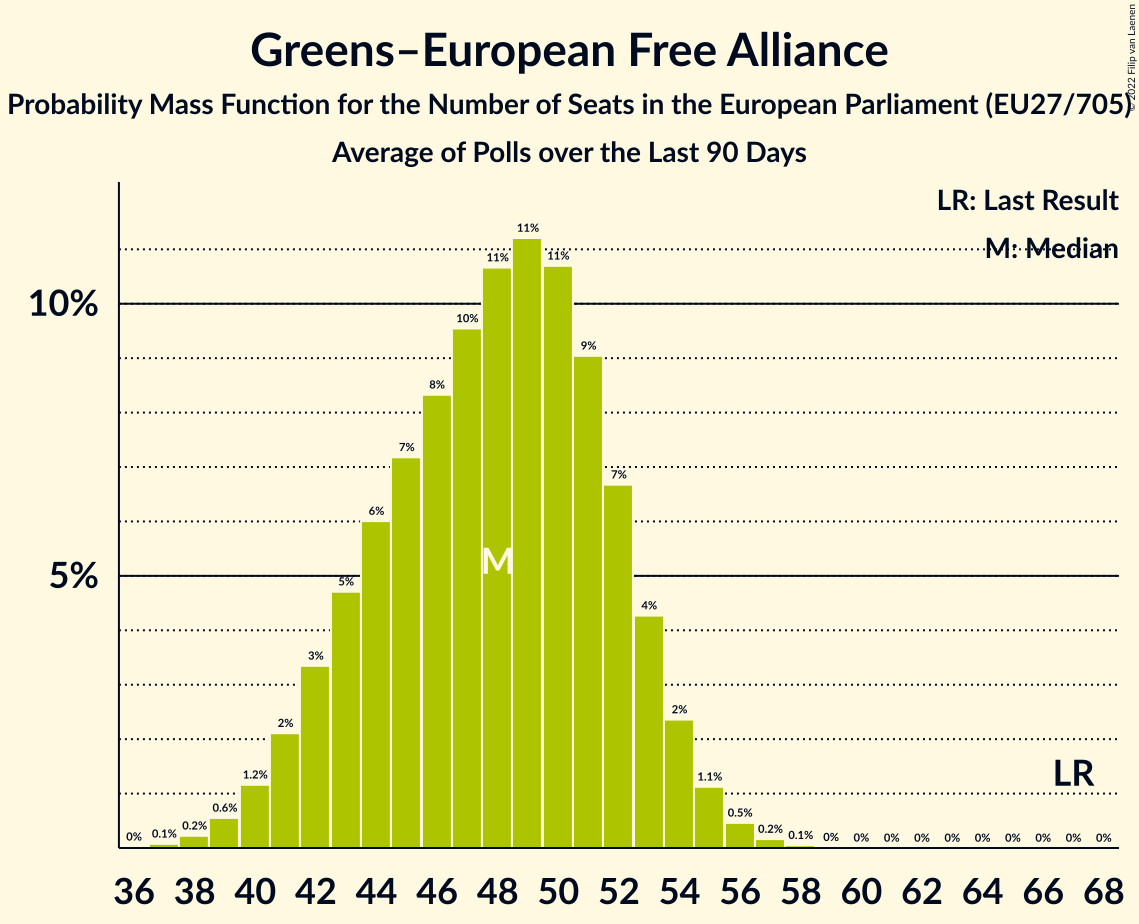 © 2022 Filip van Laenen
Greens–European Free Alliance
Probability Mass Function for the Number of Seats in the European Parliament (EU27/705)
Average of Polls over the Last 90 Days
LR: Last Result
M: Median
10%
5%
0% 0.1% 0.2% 0.6% 1.2% 2% 3% 5% 6% 7% 8% 10% 11% 11% 11% 9% 7% 4% 2% 1.1% 0.5% 0.2% 0.1% 0% 0% 0% 0% 0% 0% 0% 0% 0% 0%
M
LR
36 38 40 42 44 46 48 50 52 54 56 58 60 62 64 66 68